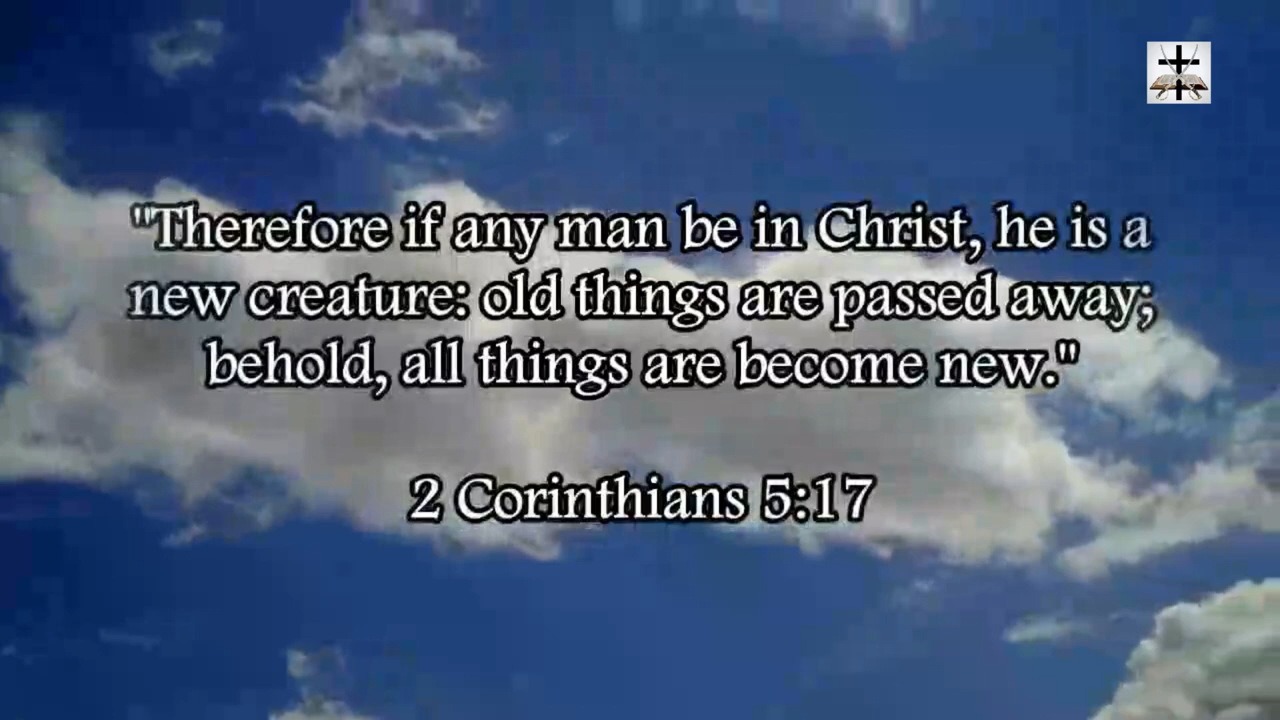 "Therefore if any man be in Christ, he is a
new creature: old things are passed away;
behold, all things are become new."
2 Corinthians 5:17